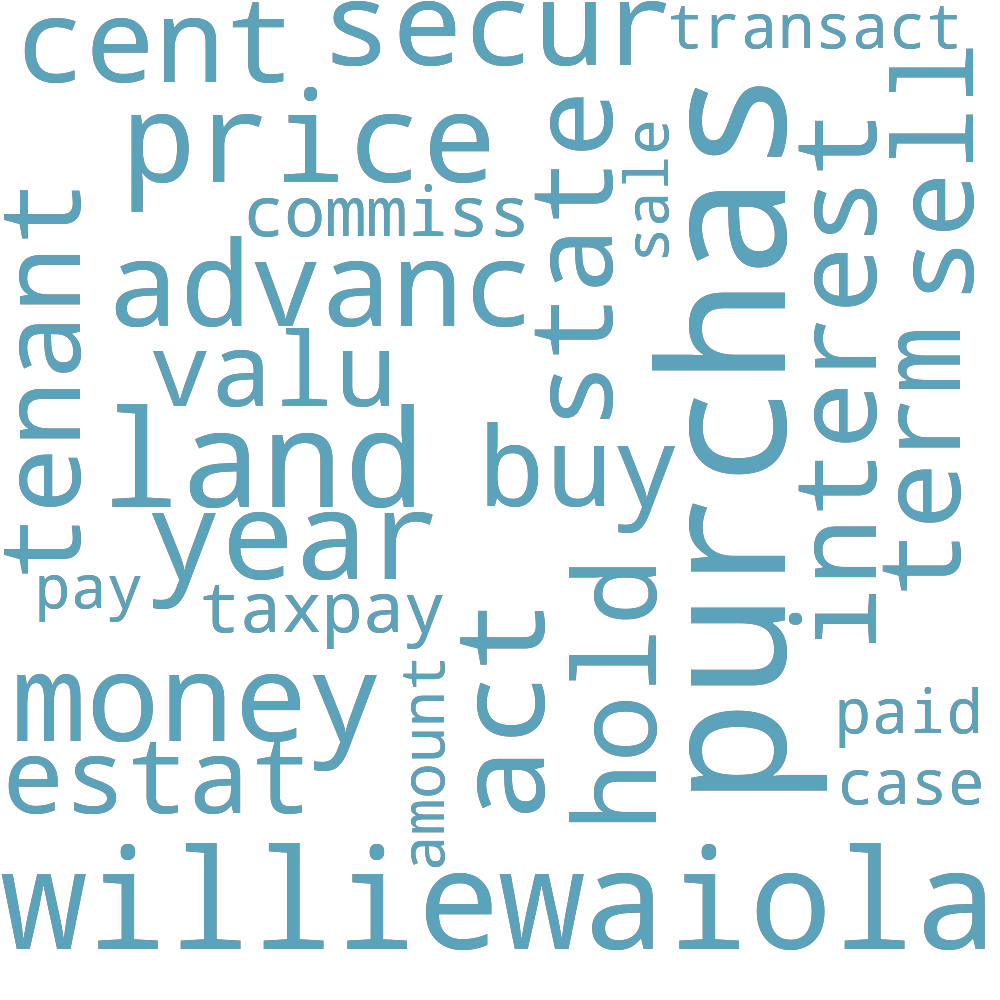 cent
secur
transact
price
state
sale
purchas
interest
sell
commiss
tenant
advanc
valu
term
land
buy
year
pay
taxpay
act
hold
money
amount
paid
estat
case
williewaiola